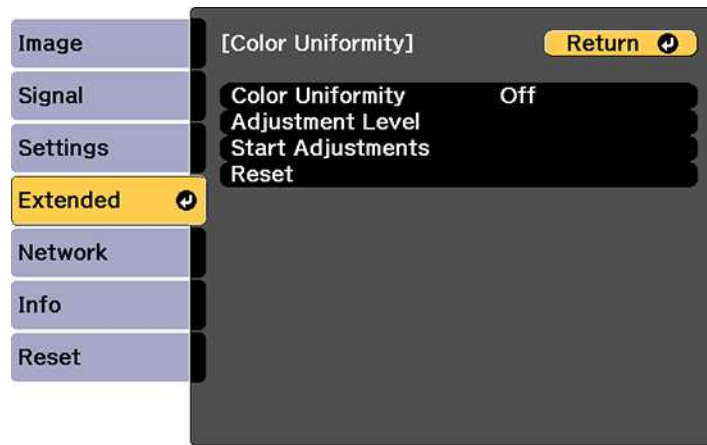 Image
Signal
Settings
Extended
Network
Info
Reset
[Color Uniformity]
Return
Color Uniformity Off
Adjustment Level
Start Adjustments
Reset